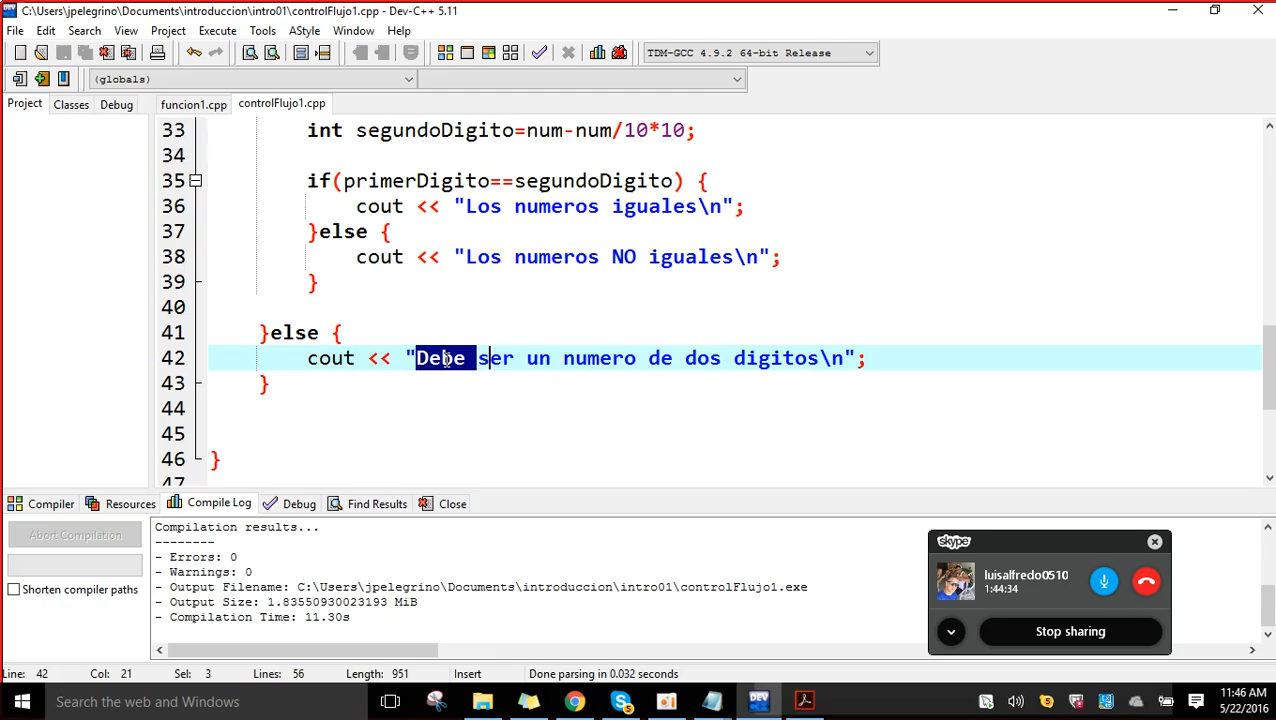 C:\Users\jpelegrino\Documents\introduccion\intro01\controlFlujo1.cpp - Dev-C++ 5.11
File Edit Search View Project Execute Tools AStyle Window Help
TDM-GCC 4.9.2 64-bit Release
(globals)
Project Classes Debug funcion1.cpp controlFlujo1.cpp
33 int segundoDigito=num-num/10*10;
34
35 if(primerDigito==segundoDigito) {
36 cout << "Los numeros iguales\n";
37 }else {
38 cout << "Los numeros NO iguales\n";
39 }
40
41 }else {
42 cout << "Debe ser un numero de dos digitos\n";
43 }
44
45
46 }
47
Compiler Resources Compile Log Debug Find Results Close
Abort Compilation
Shorten compiler paths
Compilation results...
--------
- Errors: 0
- Warnings: 0
- Output Filename: C:\Users\jpelegrino\Documents\introduccion\intro01\controlFlujo1.exe
- Output Size: 1.83550930023193 MiB
- Compilation Time: 11.30s
skype
luisalfredo0510
1:44:34
Stop sharing
Line: 42 Col: 21 Sel: 3 Lines: 56 Length: 951 Insert Done parsing in 0.032 seconds
Search the web and Windows
11:46 AM
5/22/2016